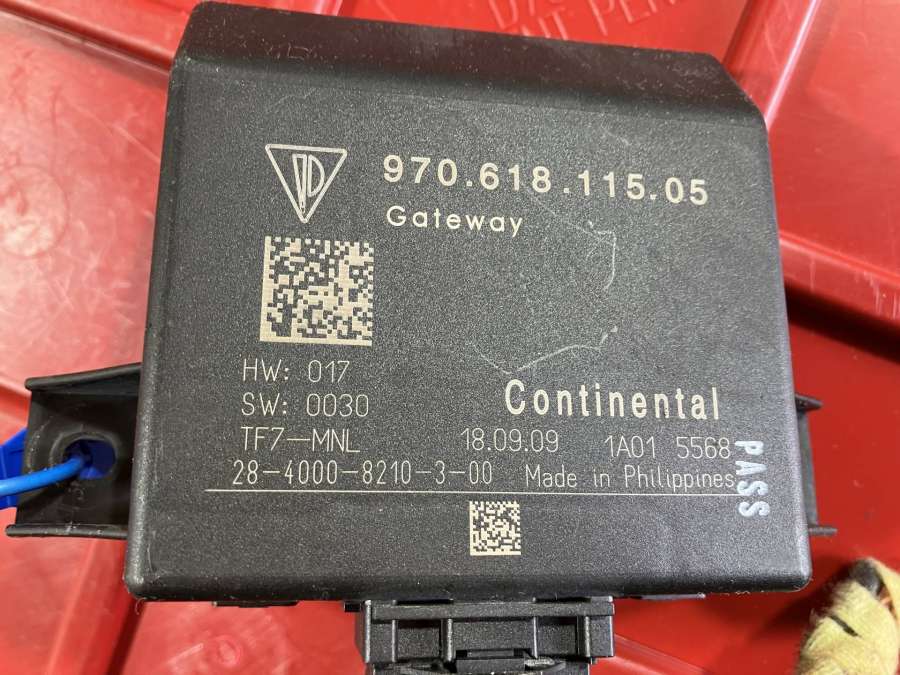 970.618.115.05
Gateway
HW: 017
SW: 0030
Continental
TF7-MNL 18.09.09 1A01 5568
28-4000-8210-3-00 Made in Philippines
PASS